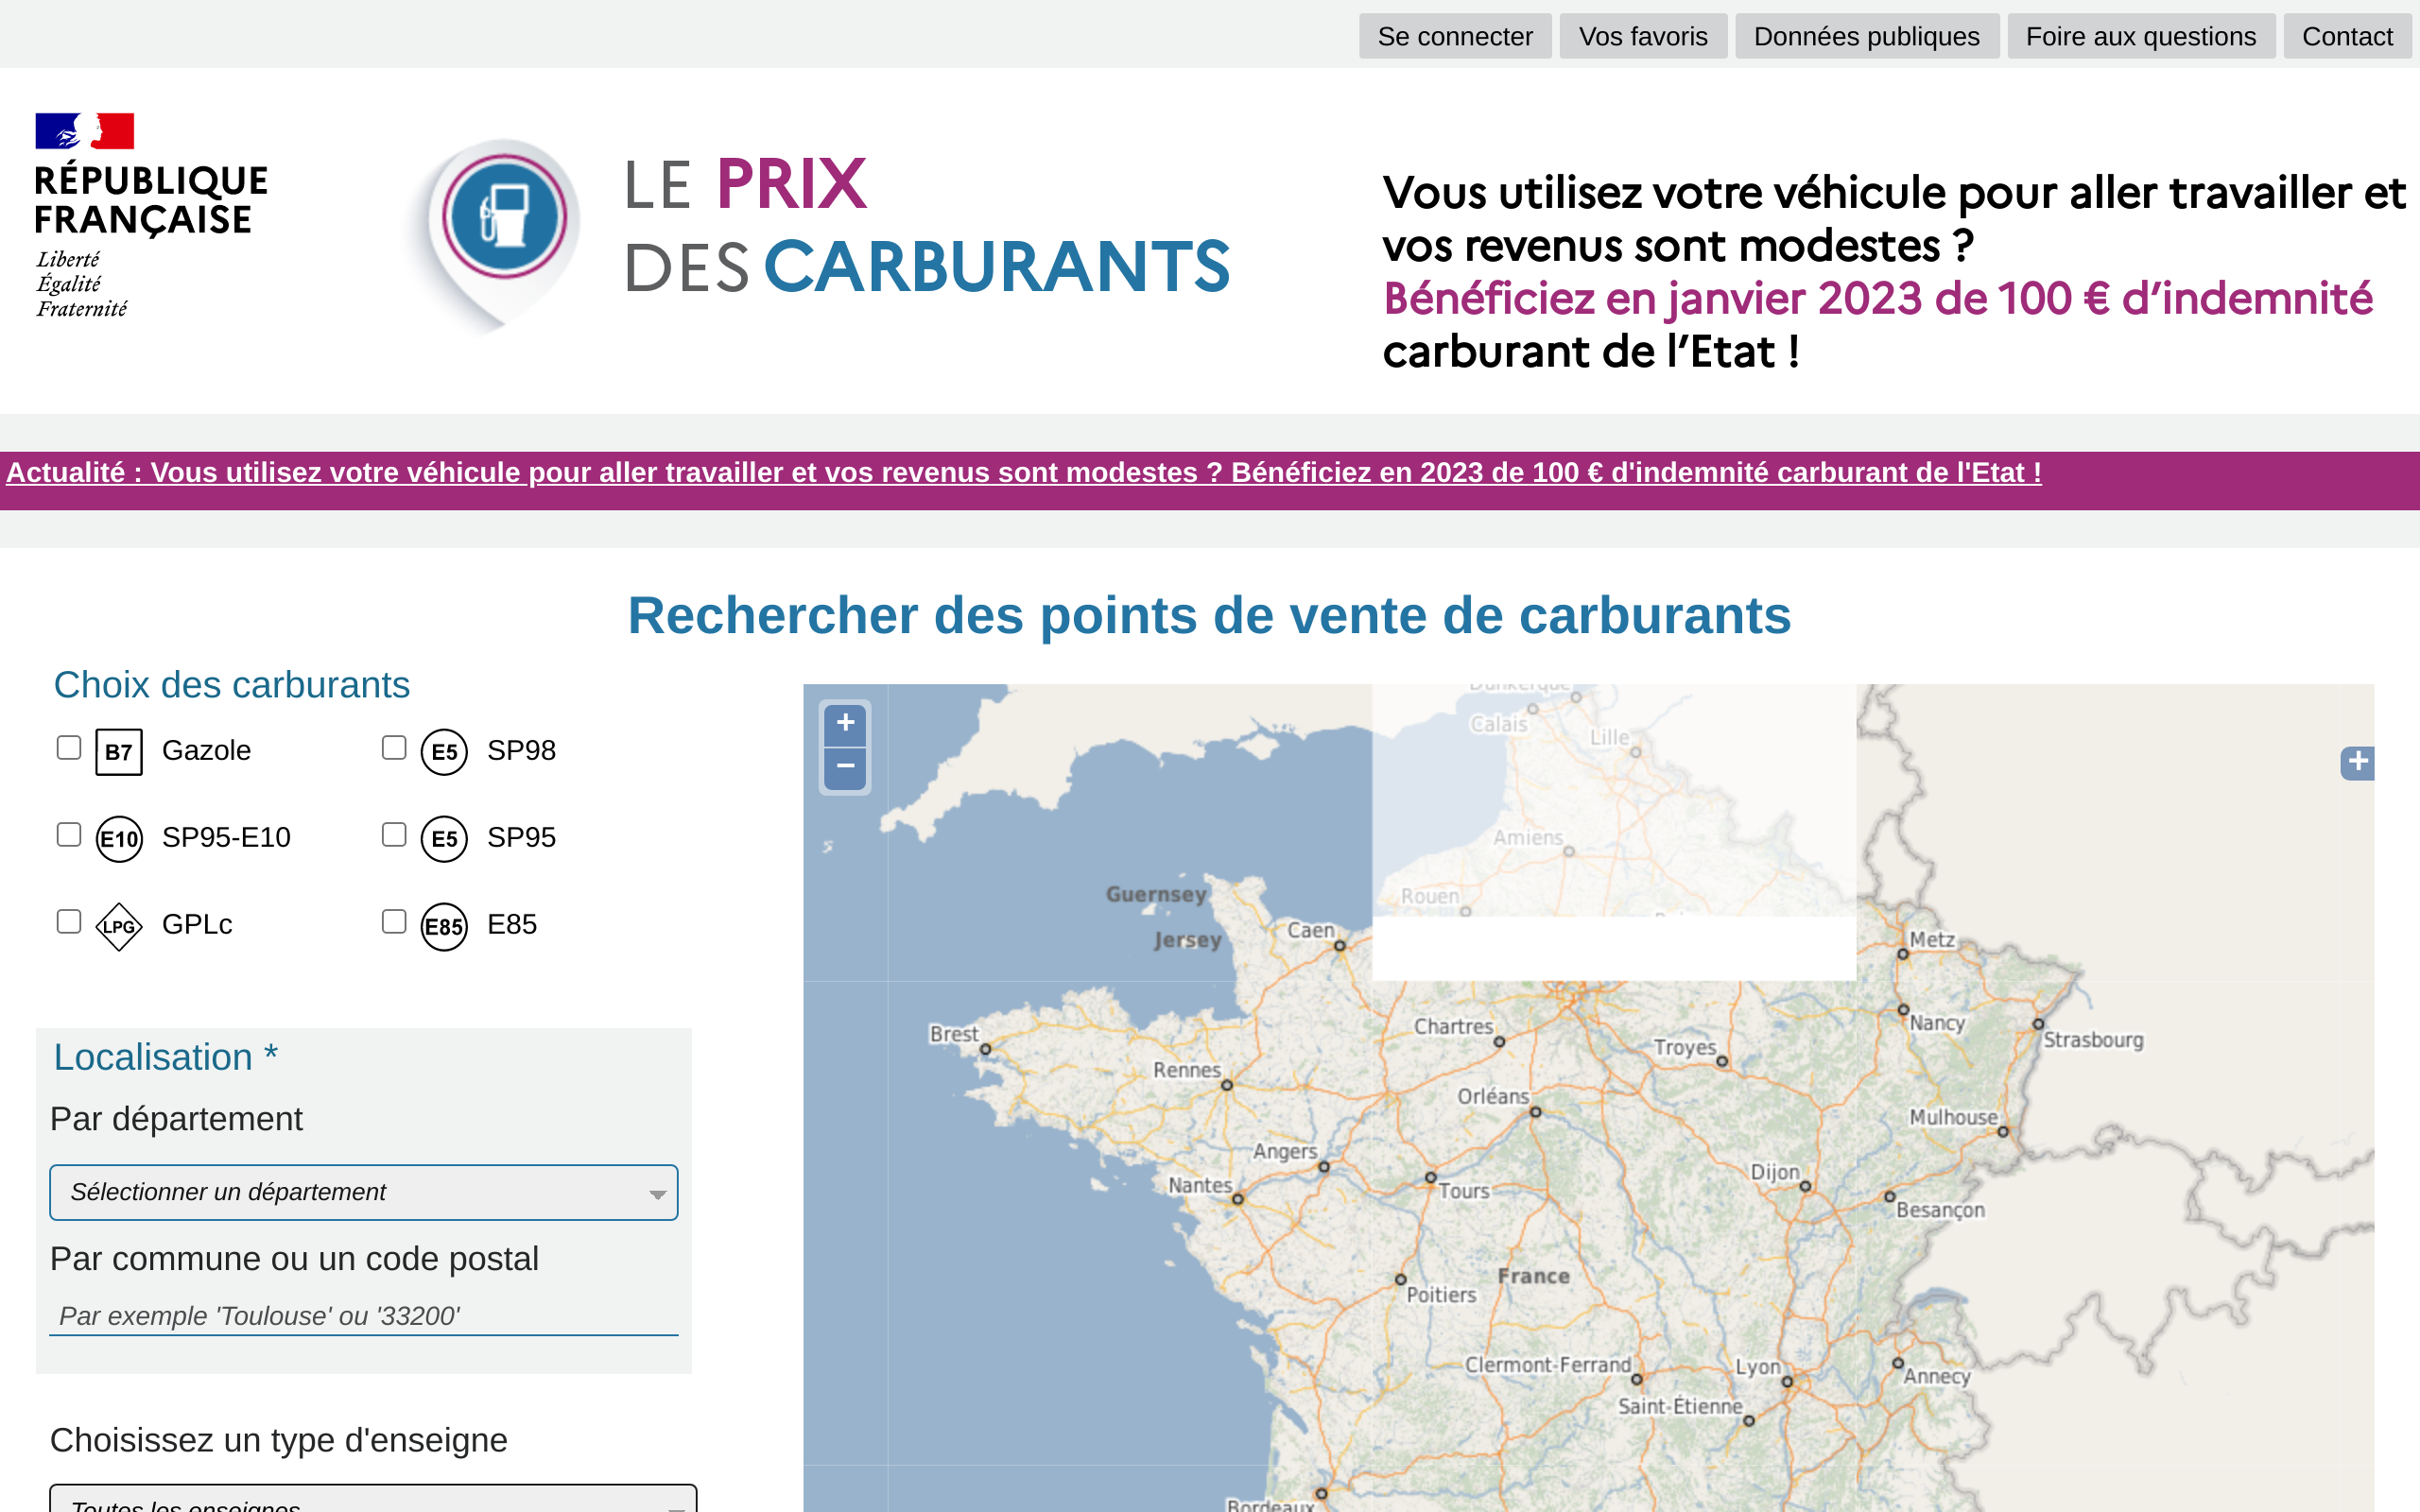 Se connecter
Vos favoris
Données publiques
Foire aux questions
Contact
RÉPUBLIQUE
FRANÇAISE
Liberté
Égalité
Fraternité
LE PRIX
DES CARBURANTS
Vous utilisez votre véhicule pour aller travailler et
vos revenus sont modestes ?
Bénéficiez en janvier 2023 de 100 € d’indemnité
carburant de l’Etat !
Actualité : Vous utilisez votre véhicule pour aller travailler et vos revenus sont modestes ? Bénéficiez en 2023 de 100 € d'indemnité carburant de l'Etat !
Rechercher des points de vente de carburants
Choix des carburants
B7 Gazole
E5 SP98
E10 SP95-E10
E5 SP95
LPG GPLc
E85 E85
Localisation *
Par département
Sélectionner un département
Par commune ou un code postal
Par exemple 'Toulouse' ou '33200'
Choisissez un type d'enseigne
Toutes les enseignes
+
−
+
Dunkerque
Calais
Lille
Amiens
Rouen
Guernsey
Jersey
Caen
Metz
Brest
Chartres
Nancy
Strasbourg
Troyes
Rennes
Orléans
Mulhouse
Angers
Nantes
Tours
Dijon
Besançon
France
Poitiers
Clermont-Ferrand
Lyon
Annecy
Saint-Étienne
Bordeaux